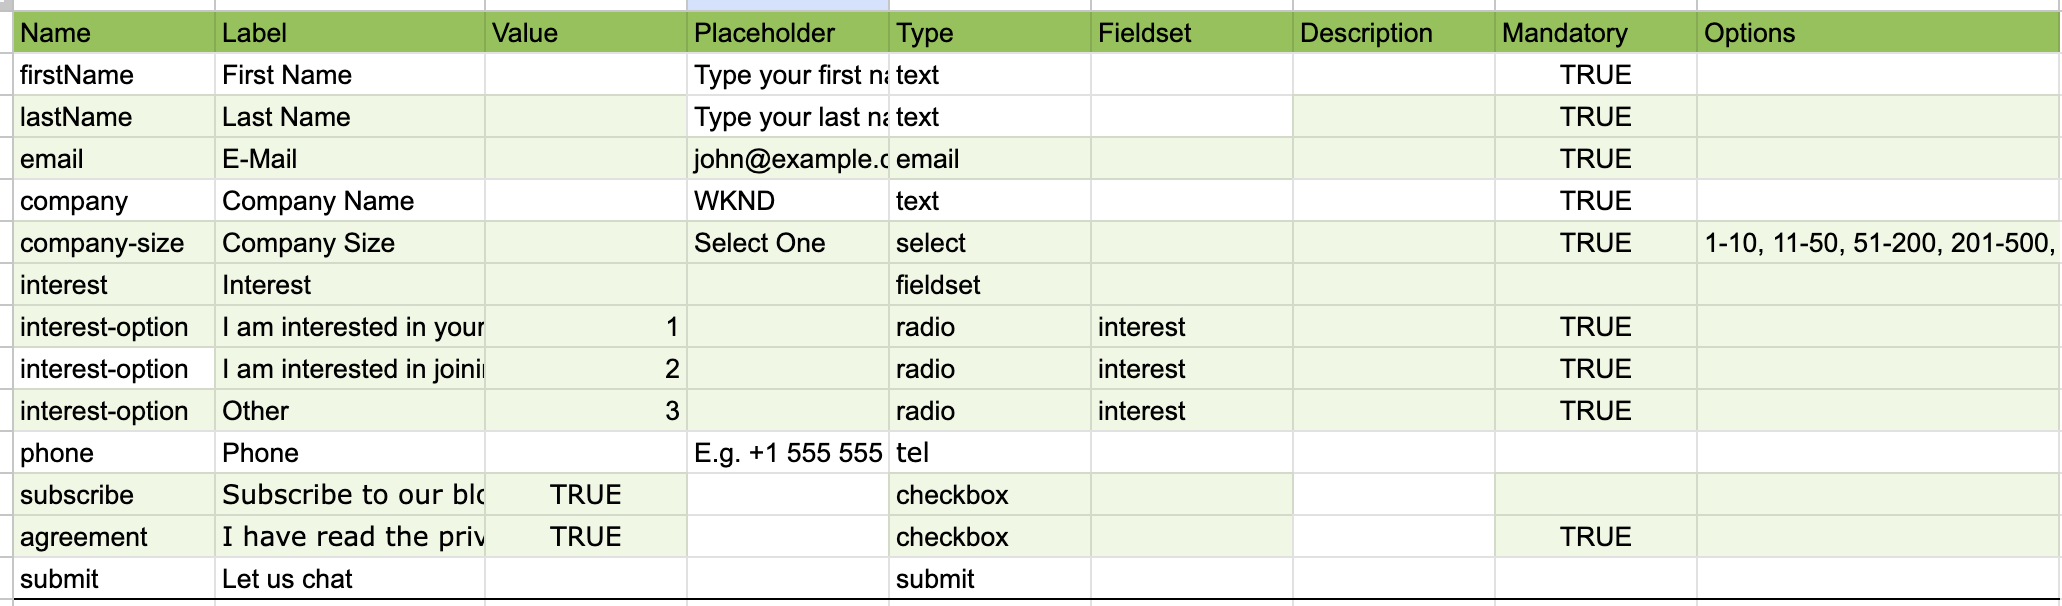 Name Label Value Placeholder Type Fieldset Description Mandatory Options
firstName First Name Type your first text TRUE
lastName Last Name Type your last text TRUE
email E-Mail john@example. email TRUE
company Company Name WKND text TRUE
company-size Company Size Select One select TRUE 1-10, 11-50, 51-200, 201-500,
interest Interest fieldset
interest-option I am interested in your 1 radio interest TRUE
interest-option I am interested in 2 radio interest TRUE
interest-option Other 3 radio interest TRUE
phone Phone E.g. +1 555 555 tel
subscribe Subscribe to our TRUE checkbox
agreement I have read the TRUE checkbox TRUE
submit Let us chat submit